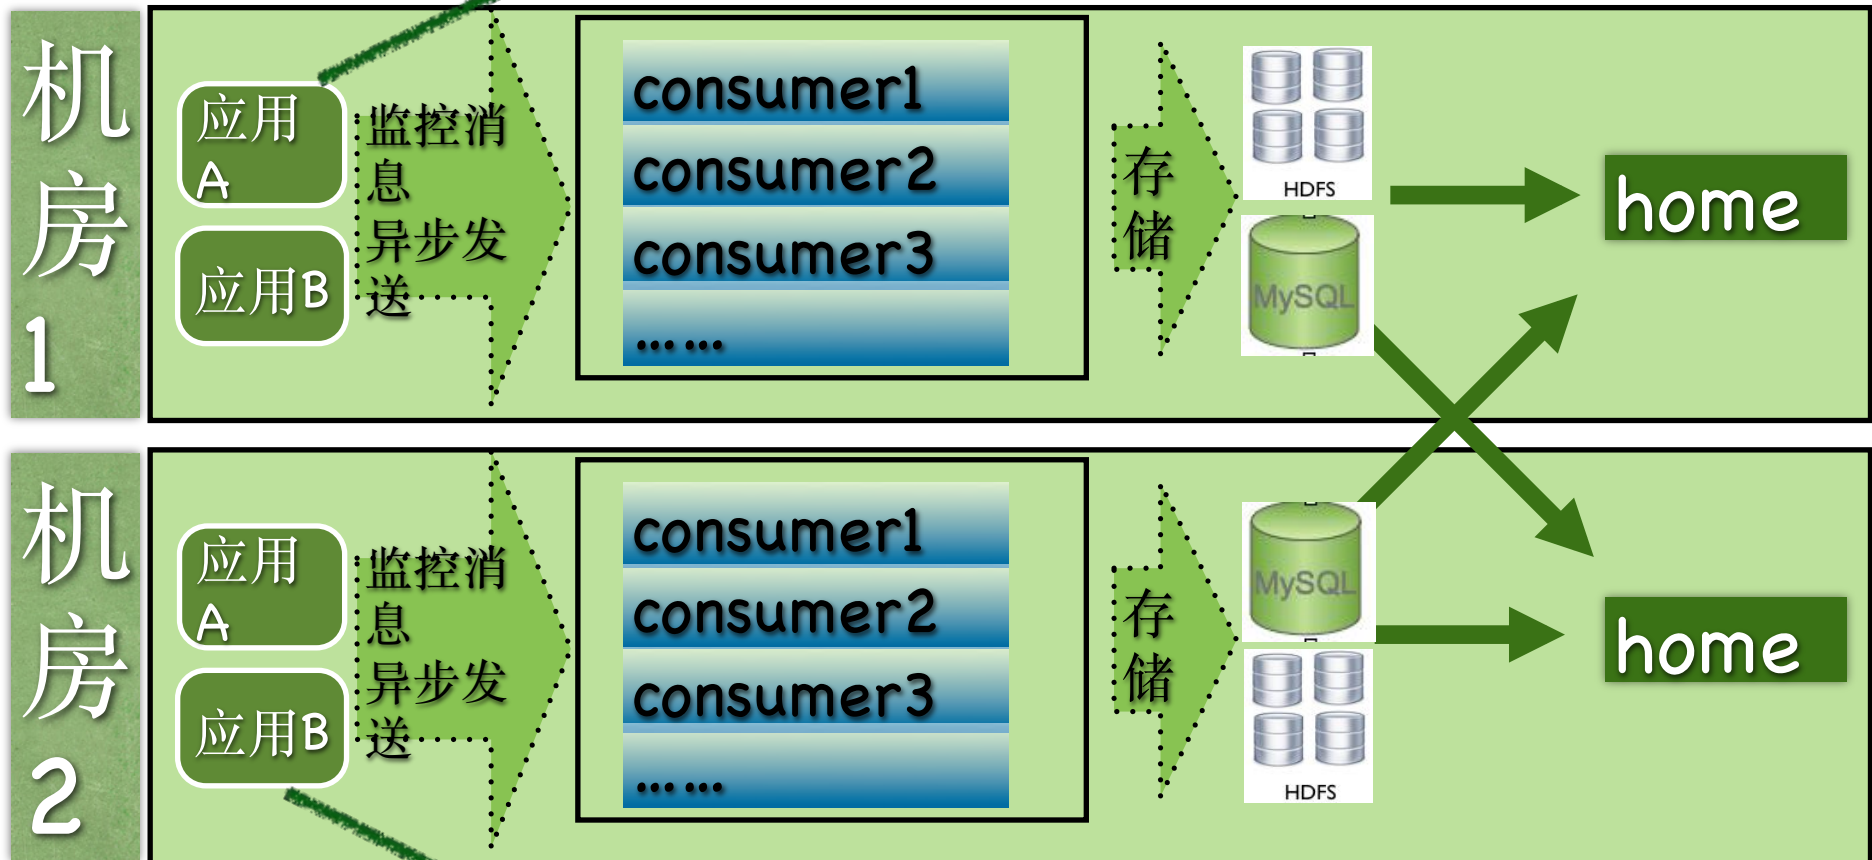 机
房
1
应用
A
应用B
监控消
息
异步发
送
consumer1
consumer2
consumer3
……
存
储
HDFS
MySQL
home
机
房
2
应用
A
应用B
监控消
息
异步发
送
consumer1
consumer2
consumer3
……
存
储
MySQL
HDFS
home